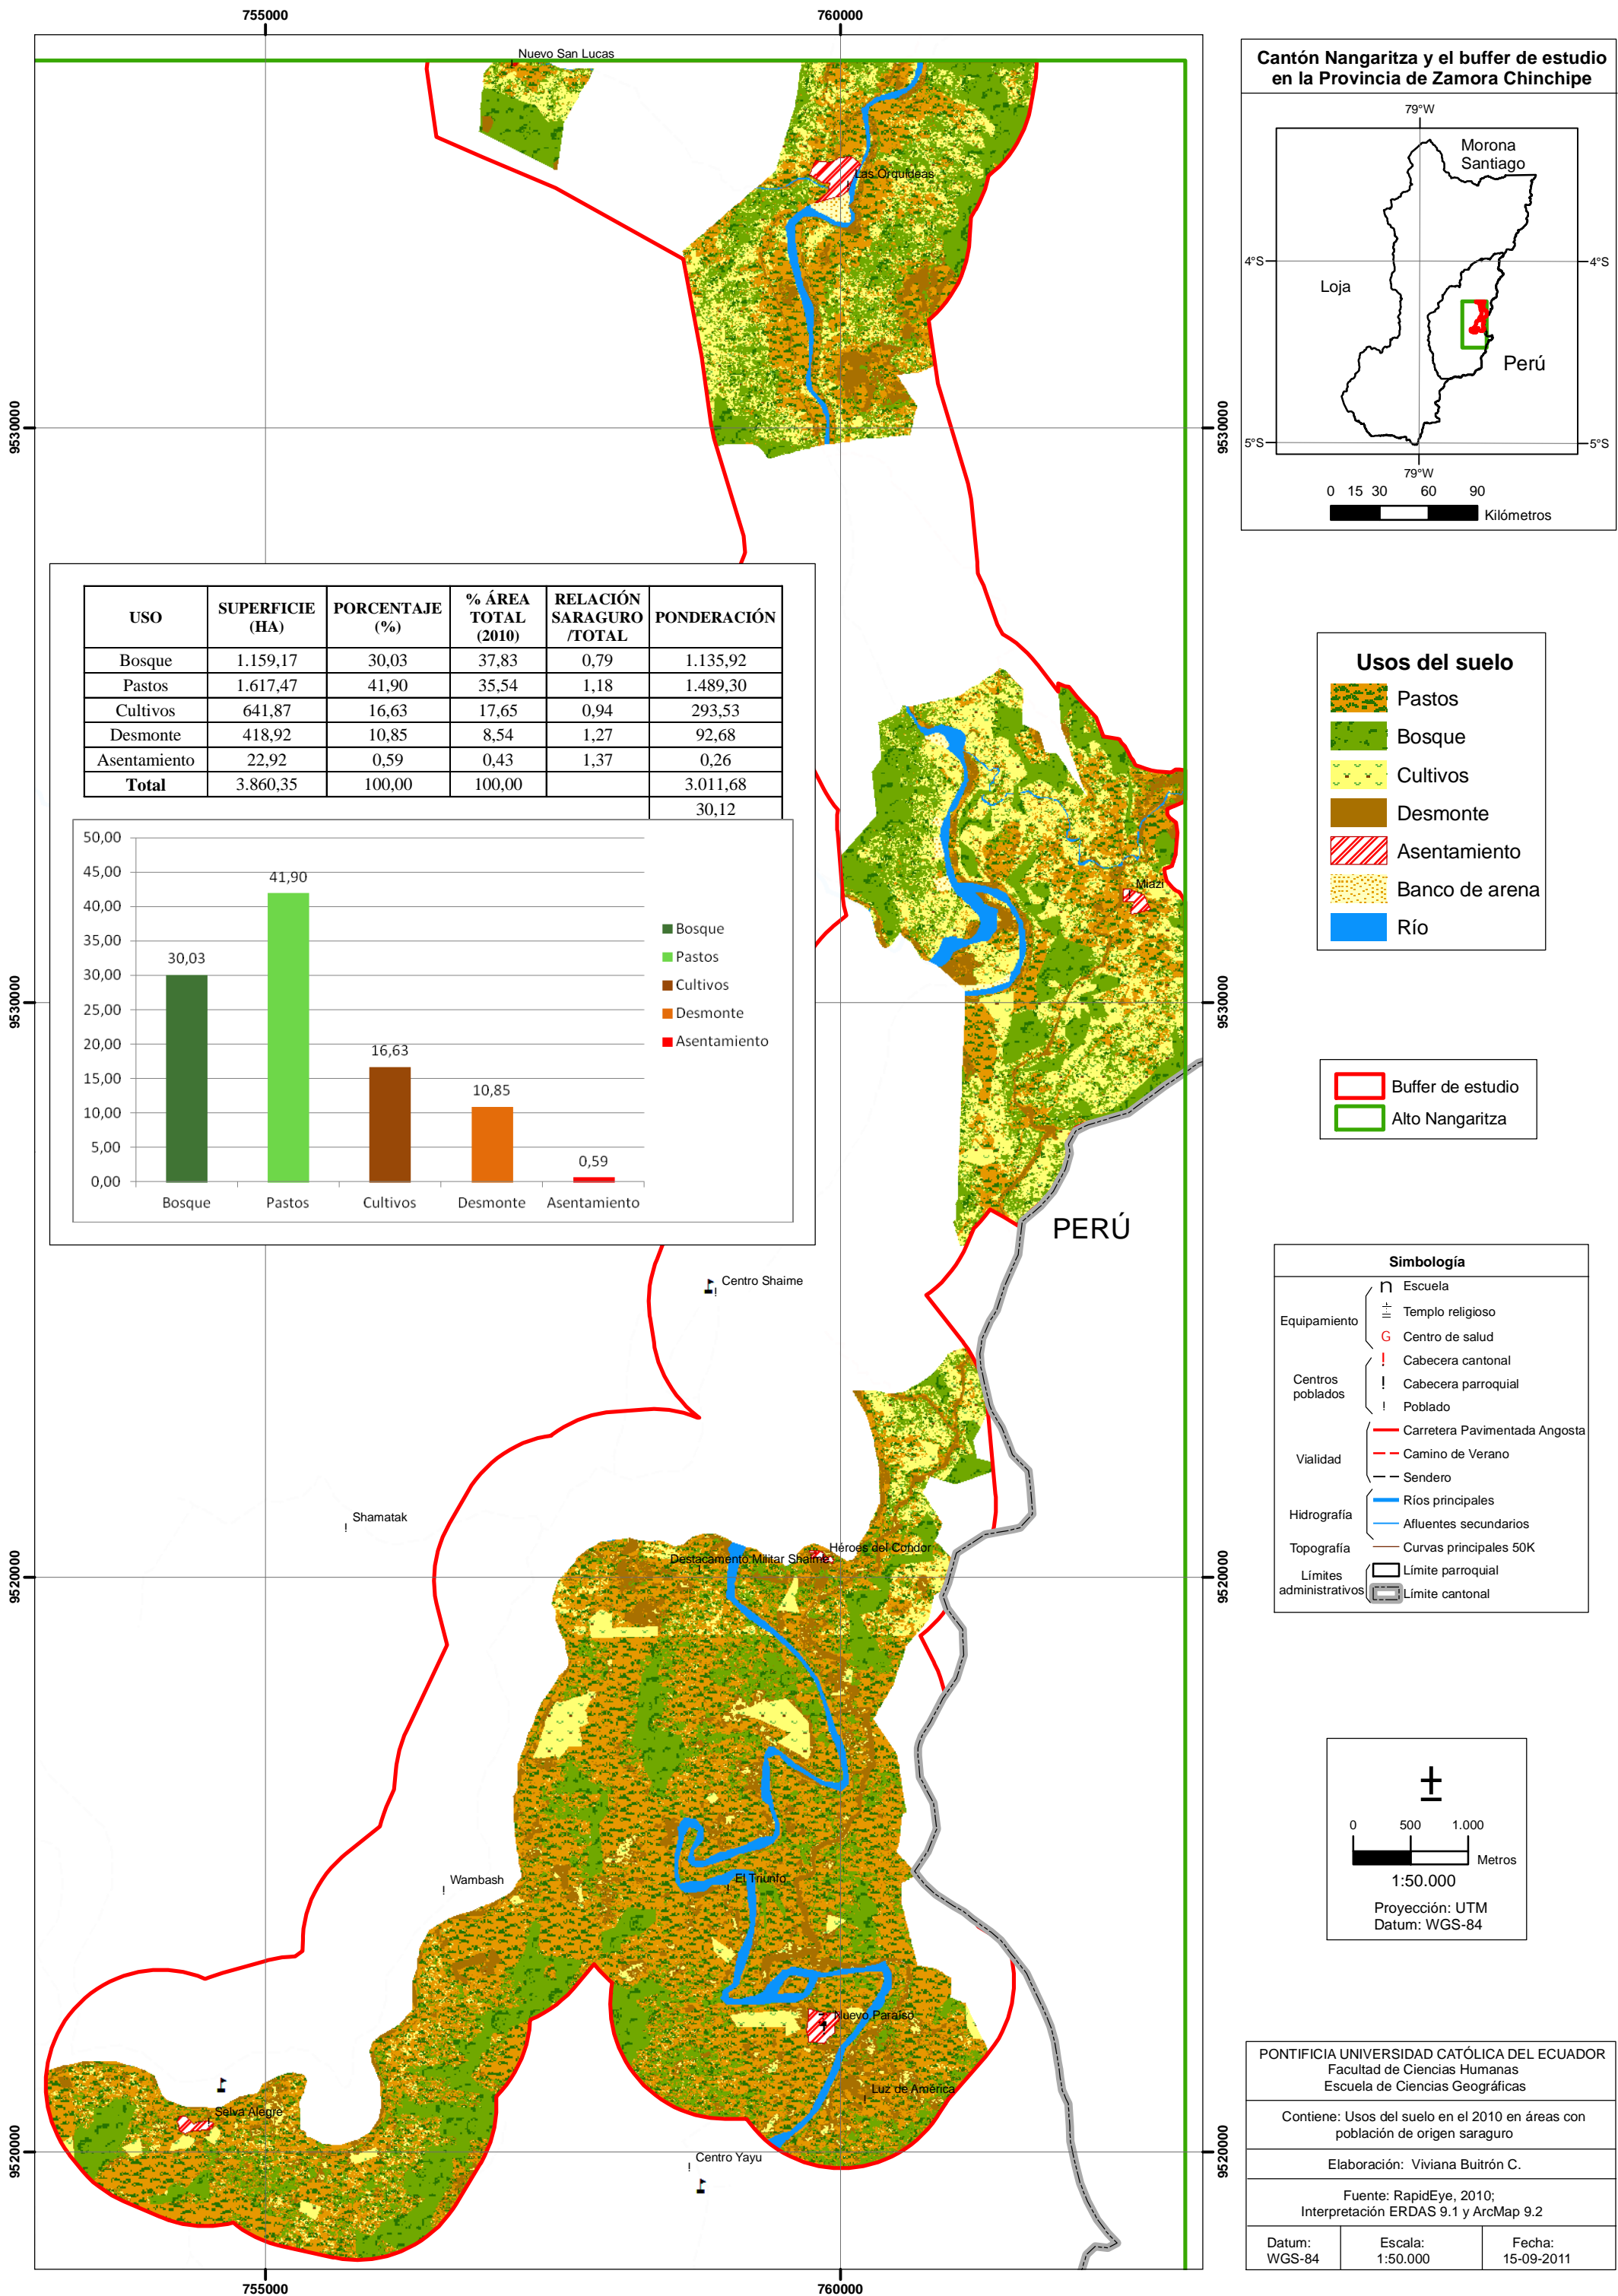 755000
760000
Nuevo San Lucas
Las Orquídeas
9530000
9530000
USO SUPERFICIE (HA) PORCENTAJE (%) % ÁREA TOTAL (2010) RELACIÓN SARAGURO /TOTAL PONDERACIÓN
Bosque 1.159,17 30,03 37,83 0,79 1.135,92
Pastos 1.617,47 41,90 35,54 1,18 1.489,30
Cultivos 641,87 16,63 17,65 0,94 293,53
Desmonte 418,92 10,85 8,54 1,27 92,68
Asentamiento 22,92 0,59 0,43 1,37 0,26
Total 3.860,35 100,00 100,00 3.011,68
30,12
50,00
45,00
40,00
35,00
30,00
25,00
20,00
15,00
10,00
5,00
0,00
30,03
41,90
16,63
10,85
0,59
Bosque Pastos Cultivos Desmonte Asentamiento
Bosque
Pastos
Cultivos
Desmonte
Asentamiento
Miazi
9530000
9530000
PERÚ
Centro Shaime
Shamatak
Héroes del Condor
Destacamento Militar Shaime
9520000
9520000
Wambash
El Triunfo
Nuevo Paraíso
Luz de América
Selva Alegre
Centro Yayu
9520000
9520000
755000
760000
Cantón Nangaritza y el buffer de estudio
en la Provincia de Zamora Chinchipe
79°W
Morona
Santiago
4°S
4°S
Loja
Perú
5°S
5°S
79°W
0 15 30 60 90
Kilómetros
Usos del suelo
Pastos
Bosque
Cultivos
Desmonte
Asentamiento
Banco de arena
Río
Buffer de estudio
Alto Nangaritza
Simbología
Equipamiento
n Escuela
± Templo religioso
G Centro de salud
Centros
poblados
! Cabecera cantonal
! Cabecera parroquial
! Poblado
Vialidad
Carretera Pavimentada Angosta
Camino de Verano
Sendero
Hidrografía
Ríos principales
Afluentes secundarios
Topografía
Curvas principales 50K
Límites
administrativos
Límite parroquial
Límite cantonal
±
0 500 1.000
Metros
1:50.000
Proyección: UTM
Datum: WGS-84
PONTIFICIA UNIVERSIDAD CATÓLICA DEL ECUADOR
Facultad de Ciencias Humanas
Escuela de Ciencias Geográficas
Contiene: Usos del suelo en el 2010 en áreas con
población de origen saraguro
Elaboración: Viviana Buitrón C.
Fuente: RapidEye, 2010;
Interpretación ERDAS 9.1 y ArcMap 9.2
Datum:
WGS-84
Escala:
1:50.000
Fecha:
15-09-2011